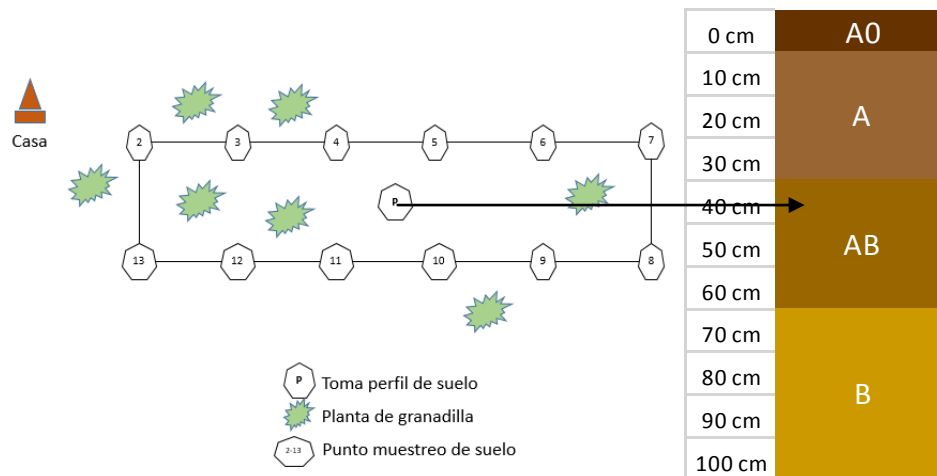 Casa
2
3
4
5
6
7
P
13
12
11
10
9
8
P
Toma perfil de suelo
Planta de granadilla
2-13
Punto muestreo de suelo
0 cm
A0
10 cm
20 cm
A
30 cm
40 cm
50 cm
AB
60 cm
70 cm
80 cm
B
90 cm
100 cm